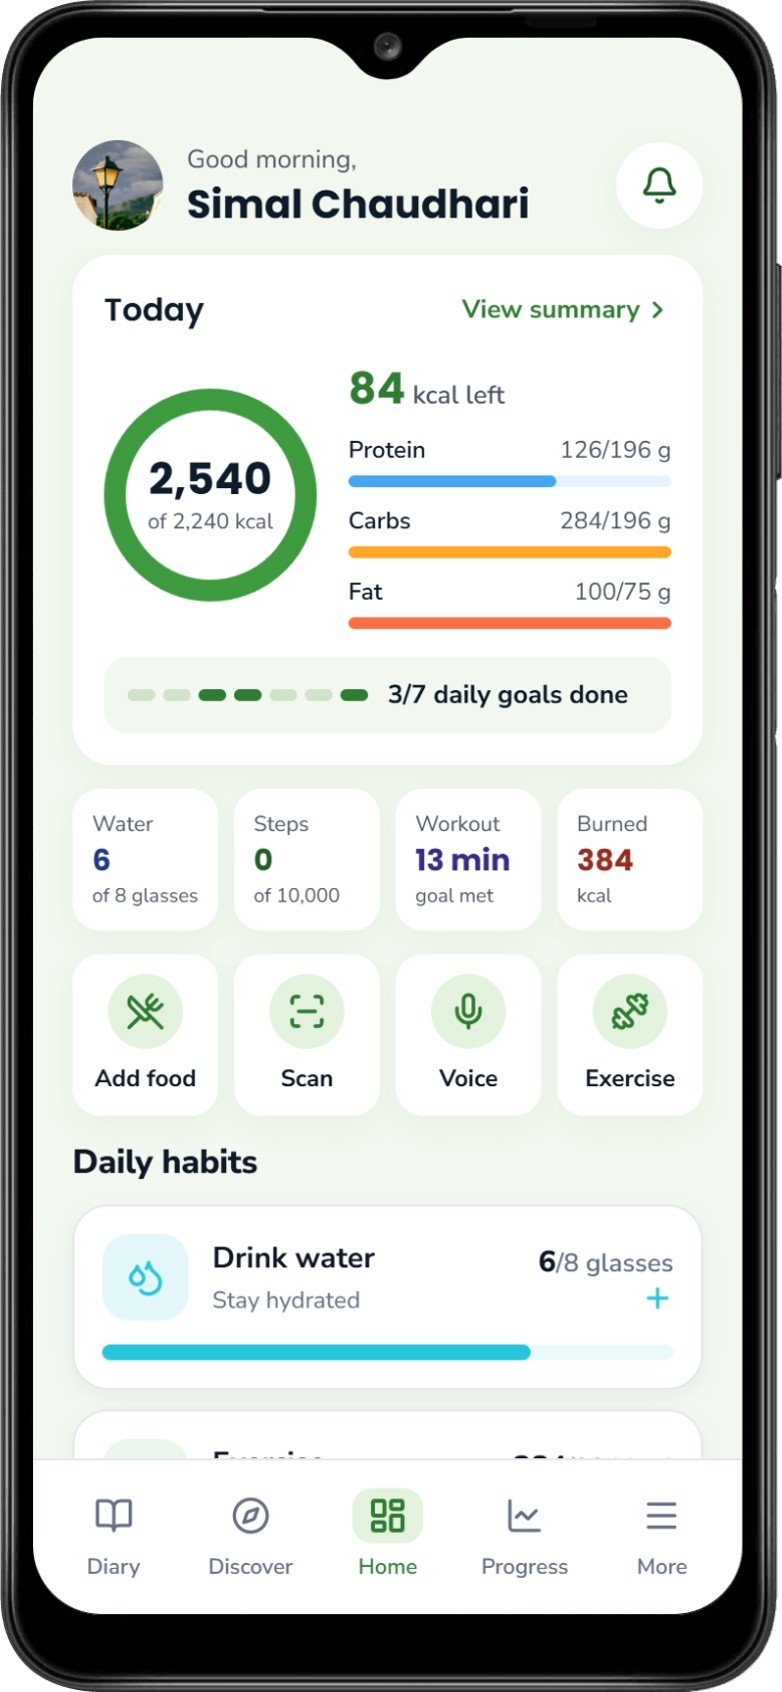 Good morning,
Simal Chaudhari
Today
View summary
2,540
of 2,240 kcal
84 kcal left
Protein 126/196 g
Carbs 284/196 g
Fat 100/75 g
3/7 daily goals done
Water
6
of 8 glasses
Steps
0
of 10,000
Workout
13 min
goal met
Burned
384
kcal
Add food
Scan
Voice
Exercise
Daily habits
Drink water
6/8 glasses
Stay hydrated
Diary
Discover
Home
Progress
More